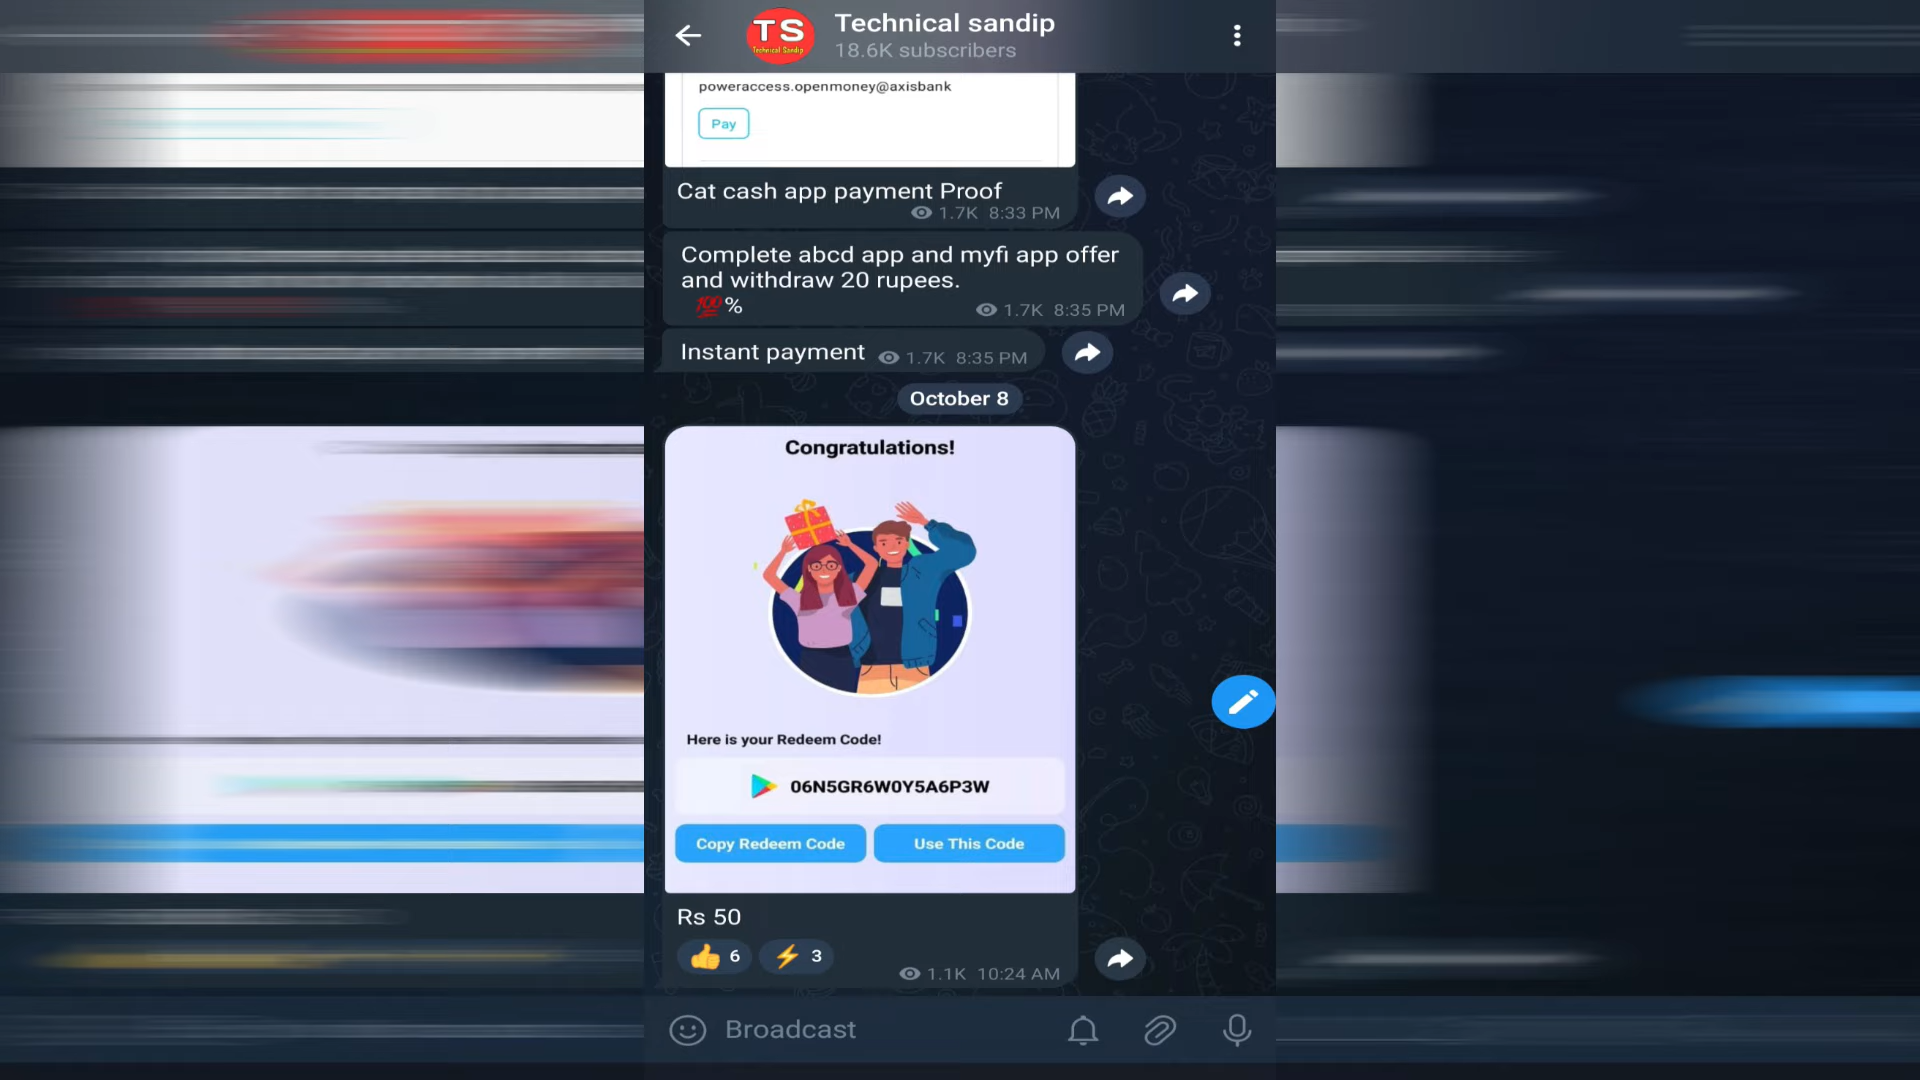 TS
Technical Sandip
Technical sandip
18.6K subscribers
poweraccess.openmoney@axisbank
Pay
Cat cash app payment Proof
1.7K 8:33 PM
Complete abcd app and myfi app offer
and withdraw 20 rupees.
💯%
1.7K 8:35 PM
Instant payment
1.7K 8:35 PM
October 8
Congratulations!
Here is your Redeem Code!
06N5GR6W0Y5A6P3W
Copy Redeem Code
Use This Code
Rs 50
👍 6 ⚡ 3
1.1K 10:24 AM
Broadcast